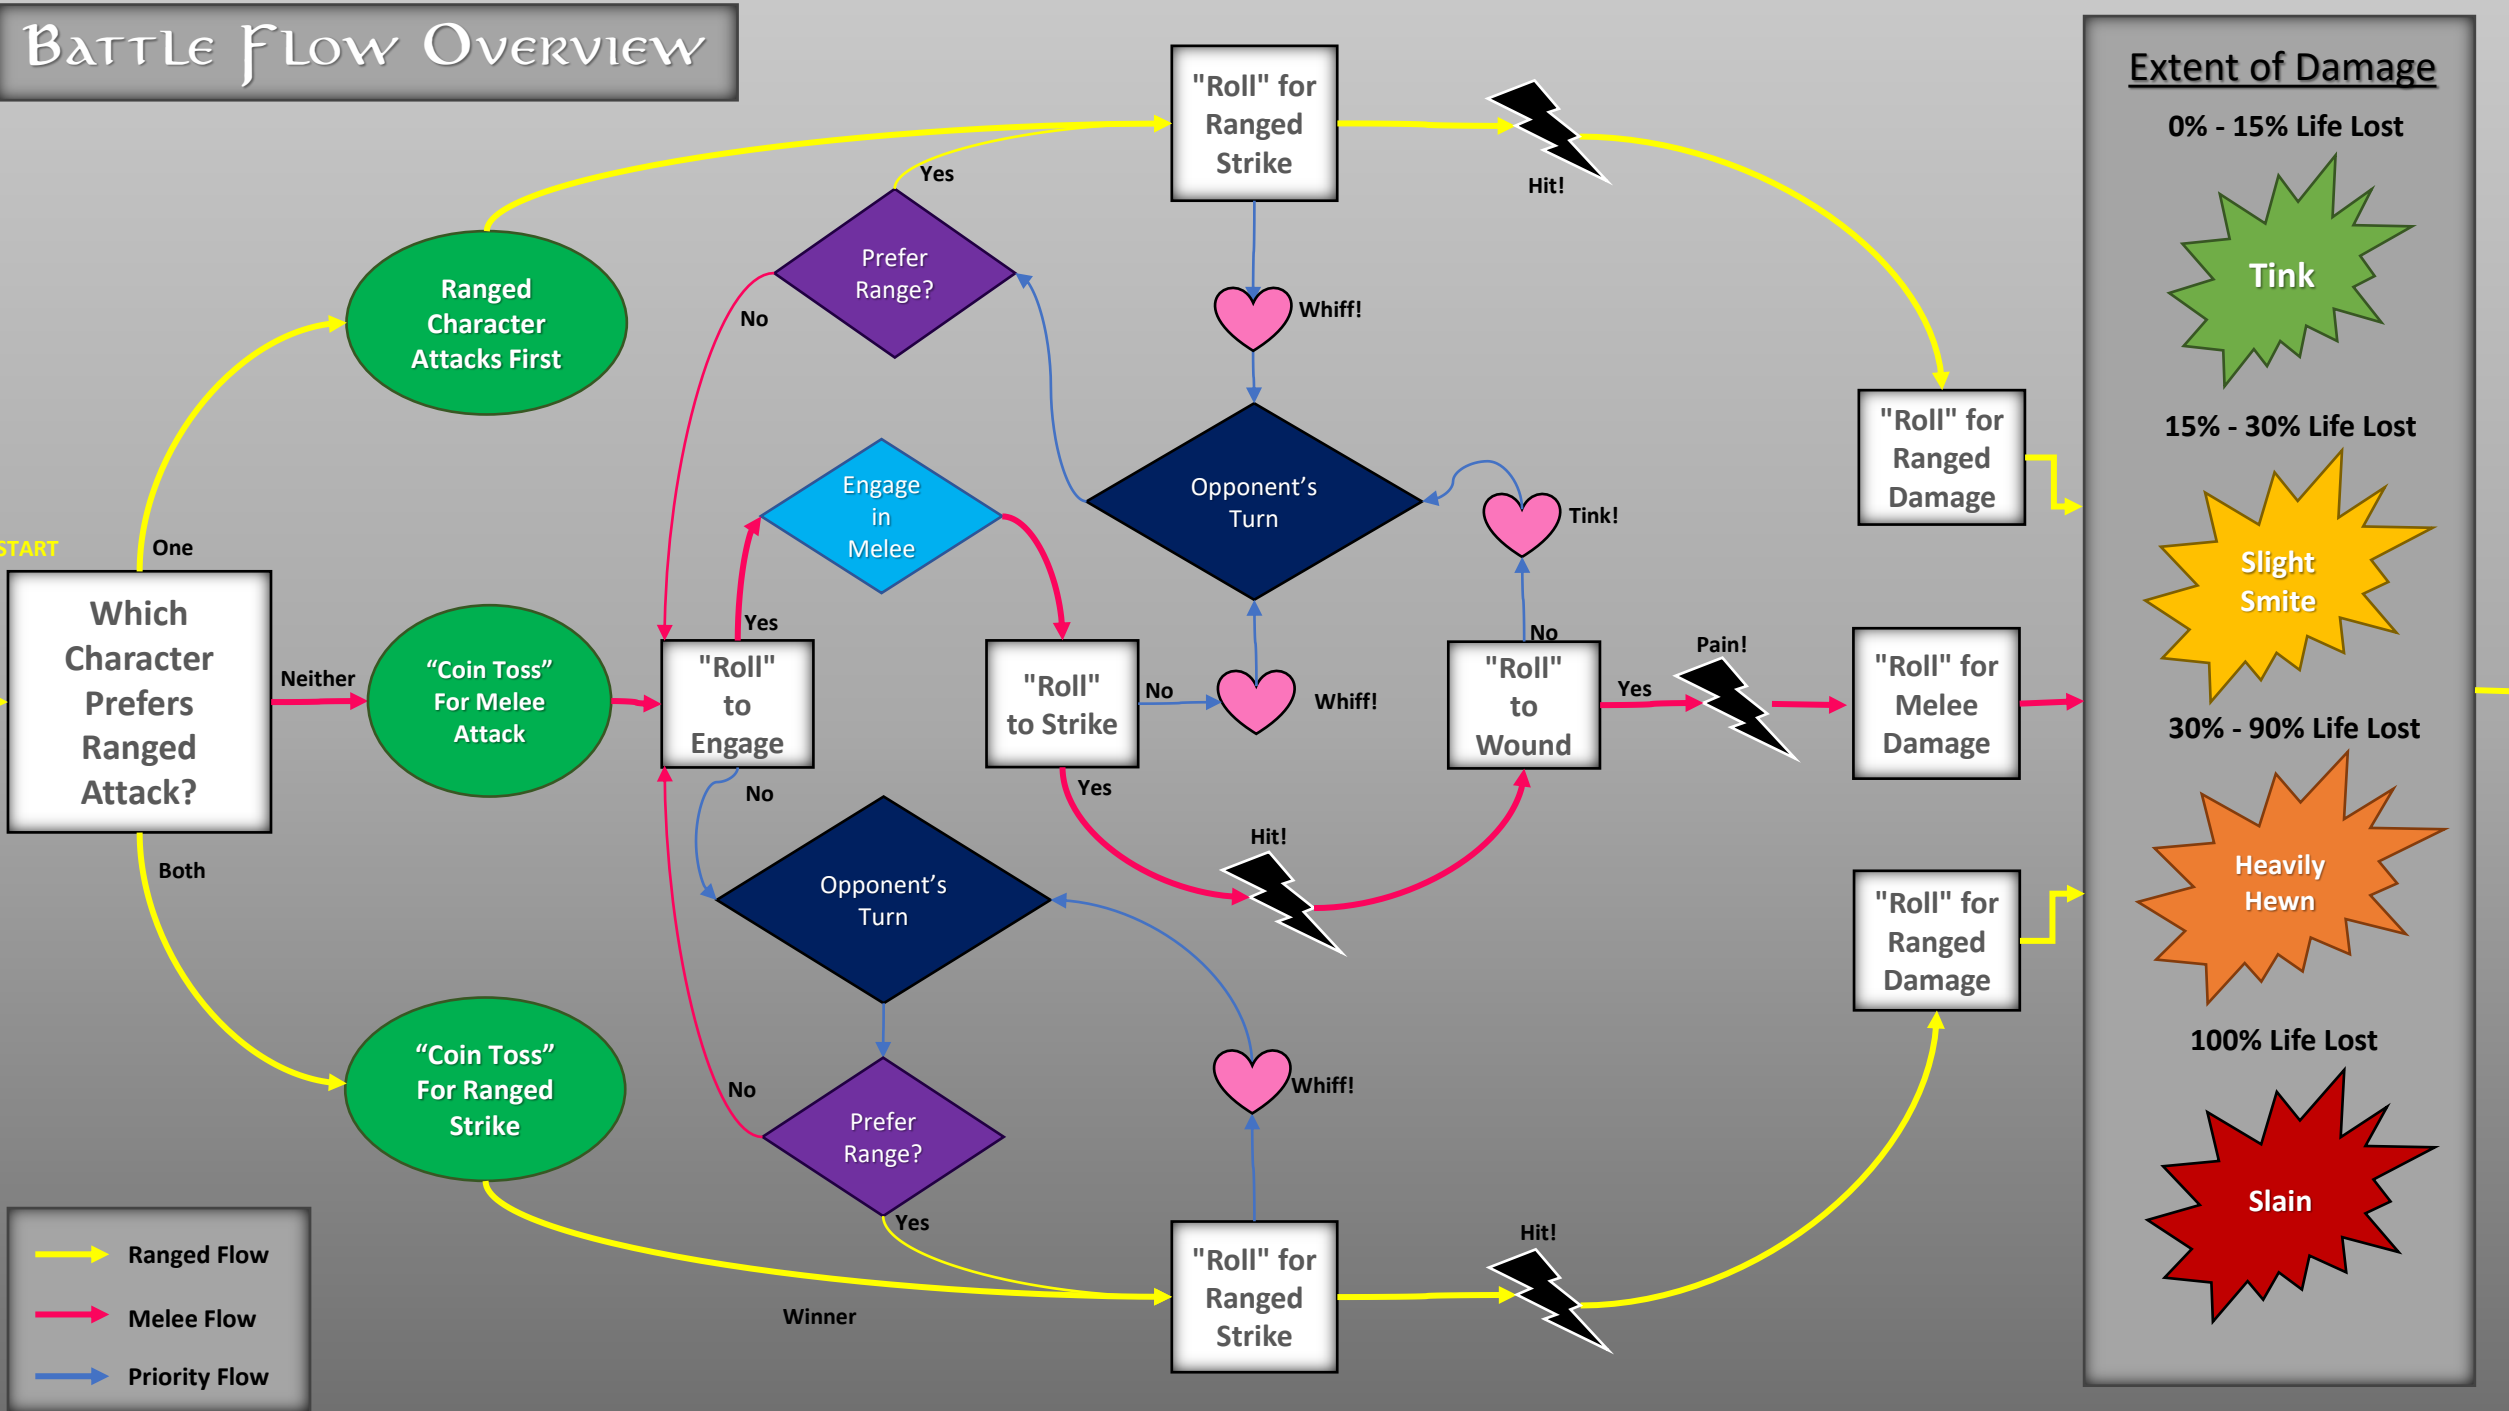 Battle Flow Overview
START
Which
Character
Prefers
Ranged
Attack?
One
Neither
Both
Ranged
Character
Attacks First
“Coin Toss”
For Melee
Attack
“Coin Toss”
For Ranged
Strike
Winner
Prefer
Range?
Yes
No
"Roll" for
Ranged
Strike
Hit!
Whiff!
Opponent’s
Turn
Engage
in
Melee
"Roll"
to
Engage
Yes
No
"Roll"
to Strike
No
Whiff!
Yes
Hit!
"Roll"
to
Wound
No
Tink!
Yes
Pain!
"Roll" for
Ranged
Damage
"Roll" for
Melee
Damage
"Roll" for
Ranged
Damage
Opponent’s
Turn
Prefer
Range?
No
Yes
Whiff!
"Roll" for
Ranged
Strike
Hit!
Ranged Flow
Melee Flow
Priority Flow
Extent of Damage
0% - 15% Life Lost
Tink
15% - 30% Life Lost
Slight
Smite
30% - 90% Life Lost
Heavily
Hewn
100% Life Lost
Slain